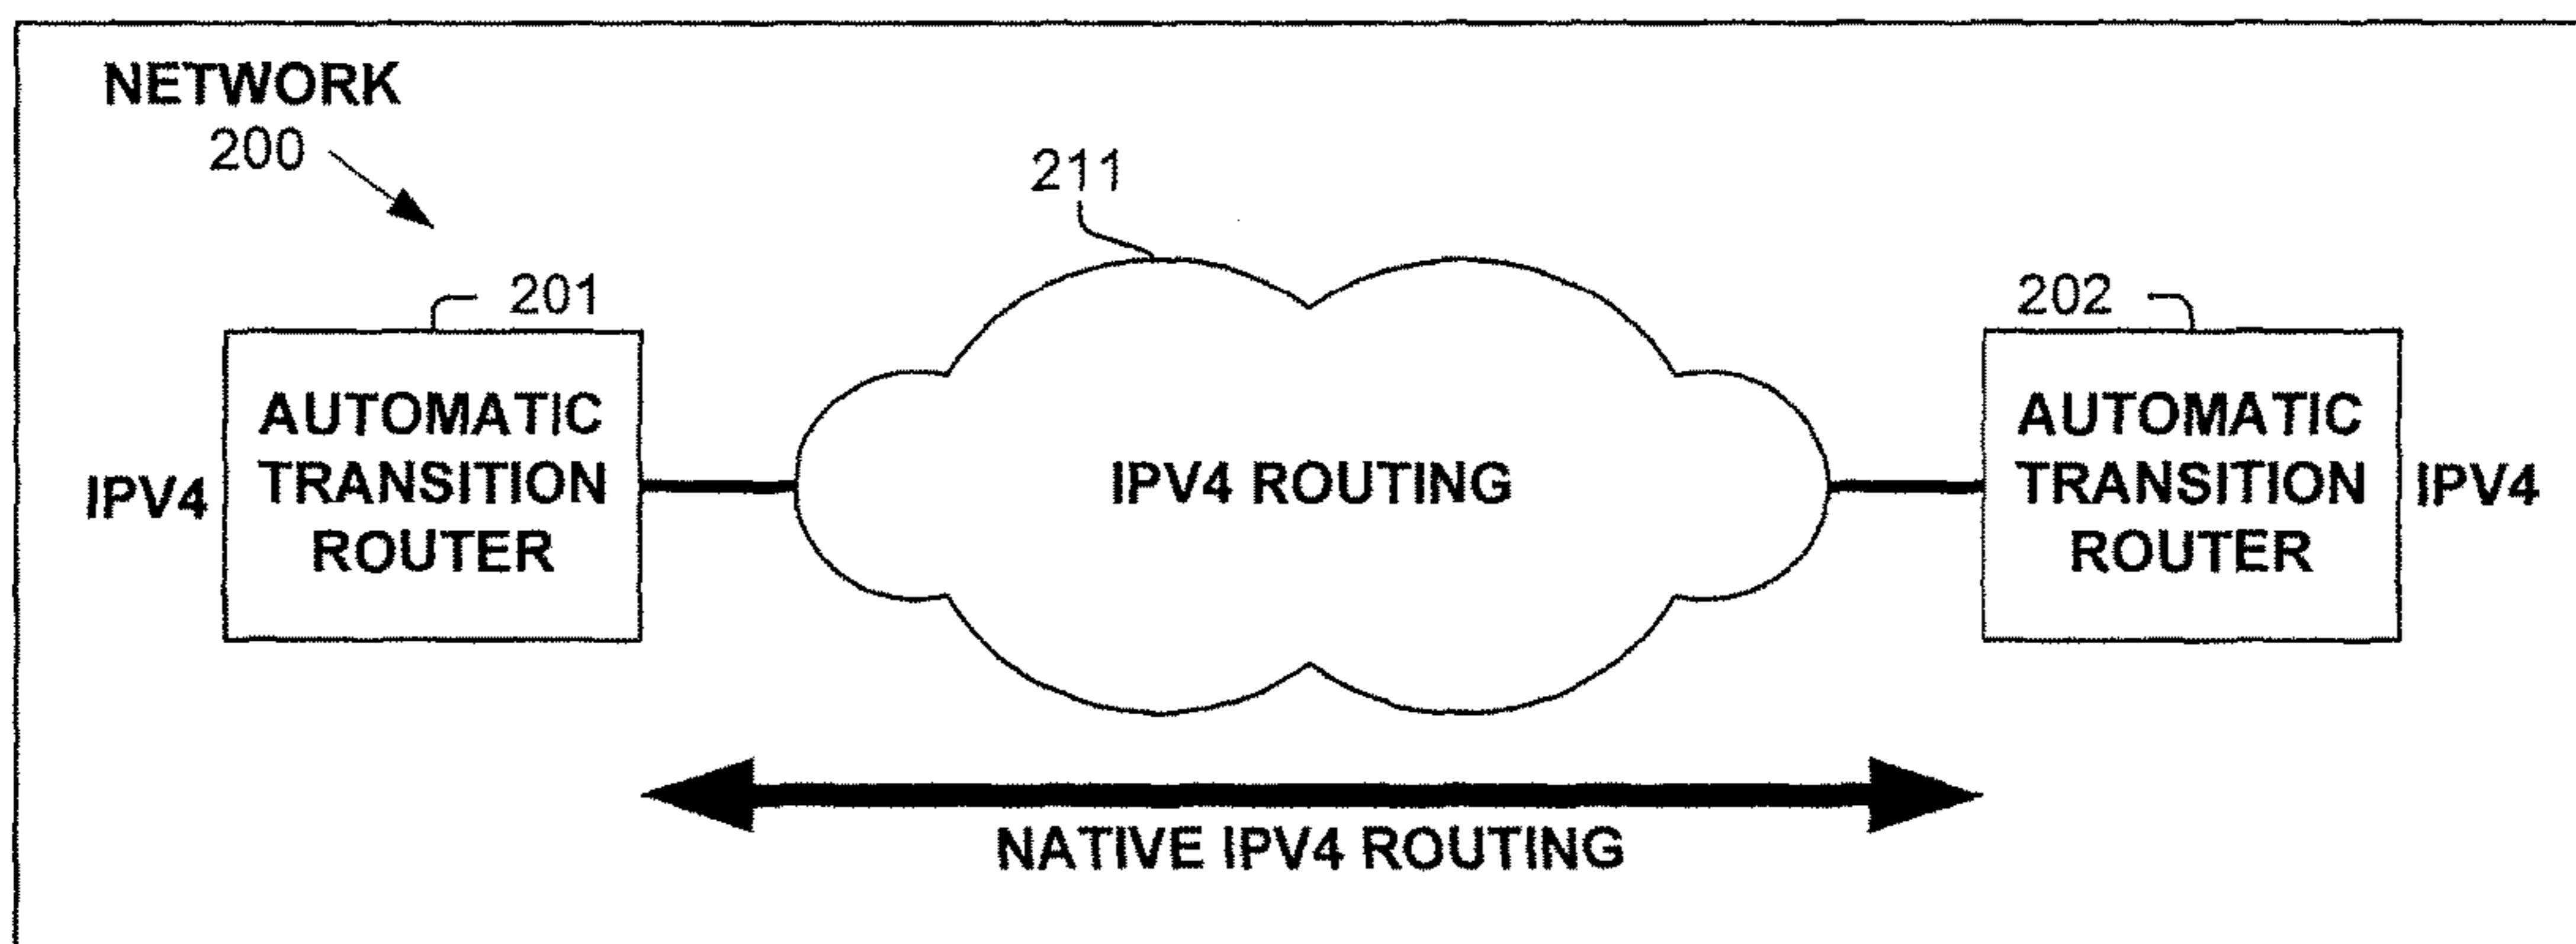 NETWORK
200
211
201
202
IPV4
AUTOMATIC
TRANSITION
ROUTER
IPV4 ROUTING
AUTOMATIC
TRANSITION
ROUTER
IPV4
NATIVE IPV4 ROUTING